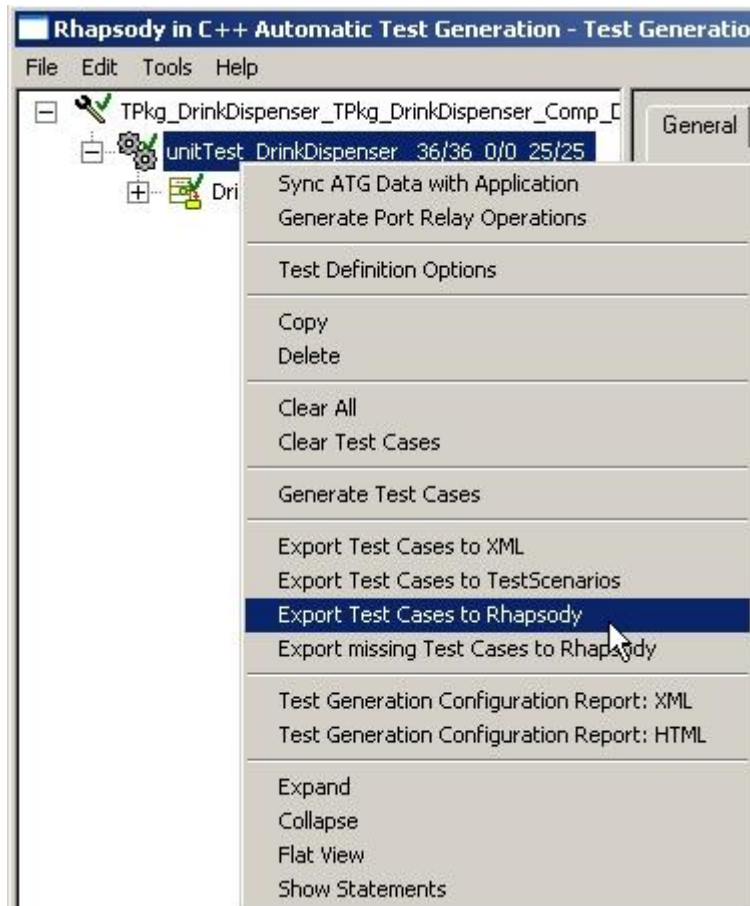 Rhapsody in C++ Automatic Test Generation - Test Generatio
File Edit Tools Help
TPkg_DrinkDispenser_TPkg_DrinkDispenser_Comp_D
General
unitTest_DrinkDispenser 36/36 0/0 25/25
Dri
Sync ATG Data with Application
Generate Port Relay Operations
Test Definition Options
Copy
Delete
Clear All
Clear Test Cases
Generate Test Cases
Export Test Cases to XML
Export Test Cases to TestScenarios
Export Test Cases to Rhapsody
Export missing Test Cases to Rhapsody
Test Generation Configuration Report: XML
Test Generation Configuration Report: HTML
Expand
Collapse
Flat View
Show Statements